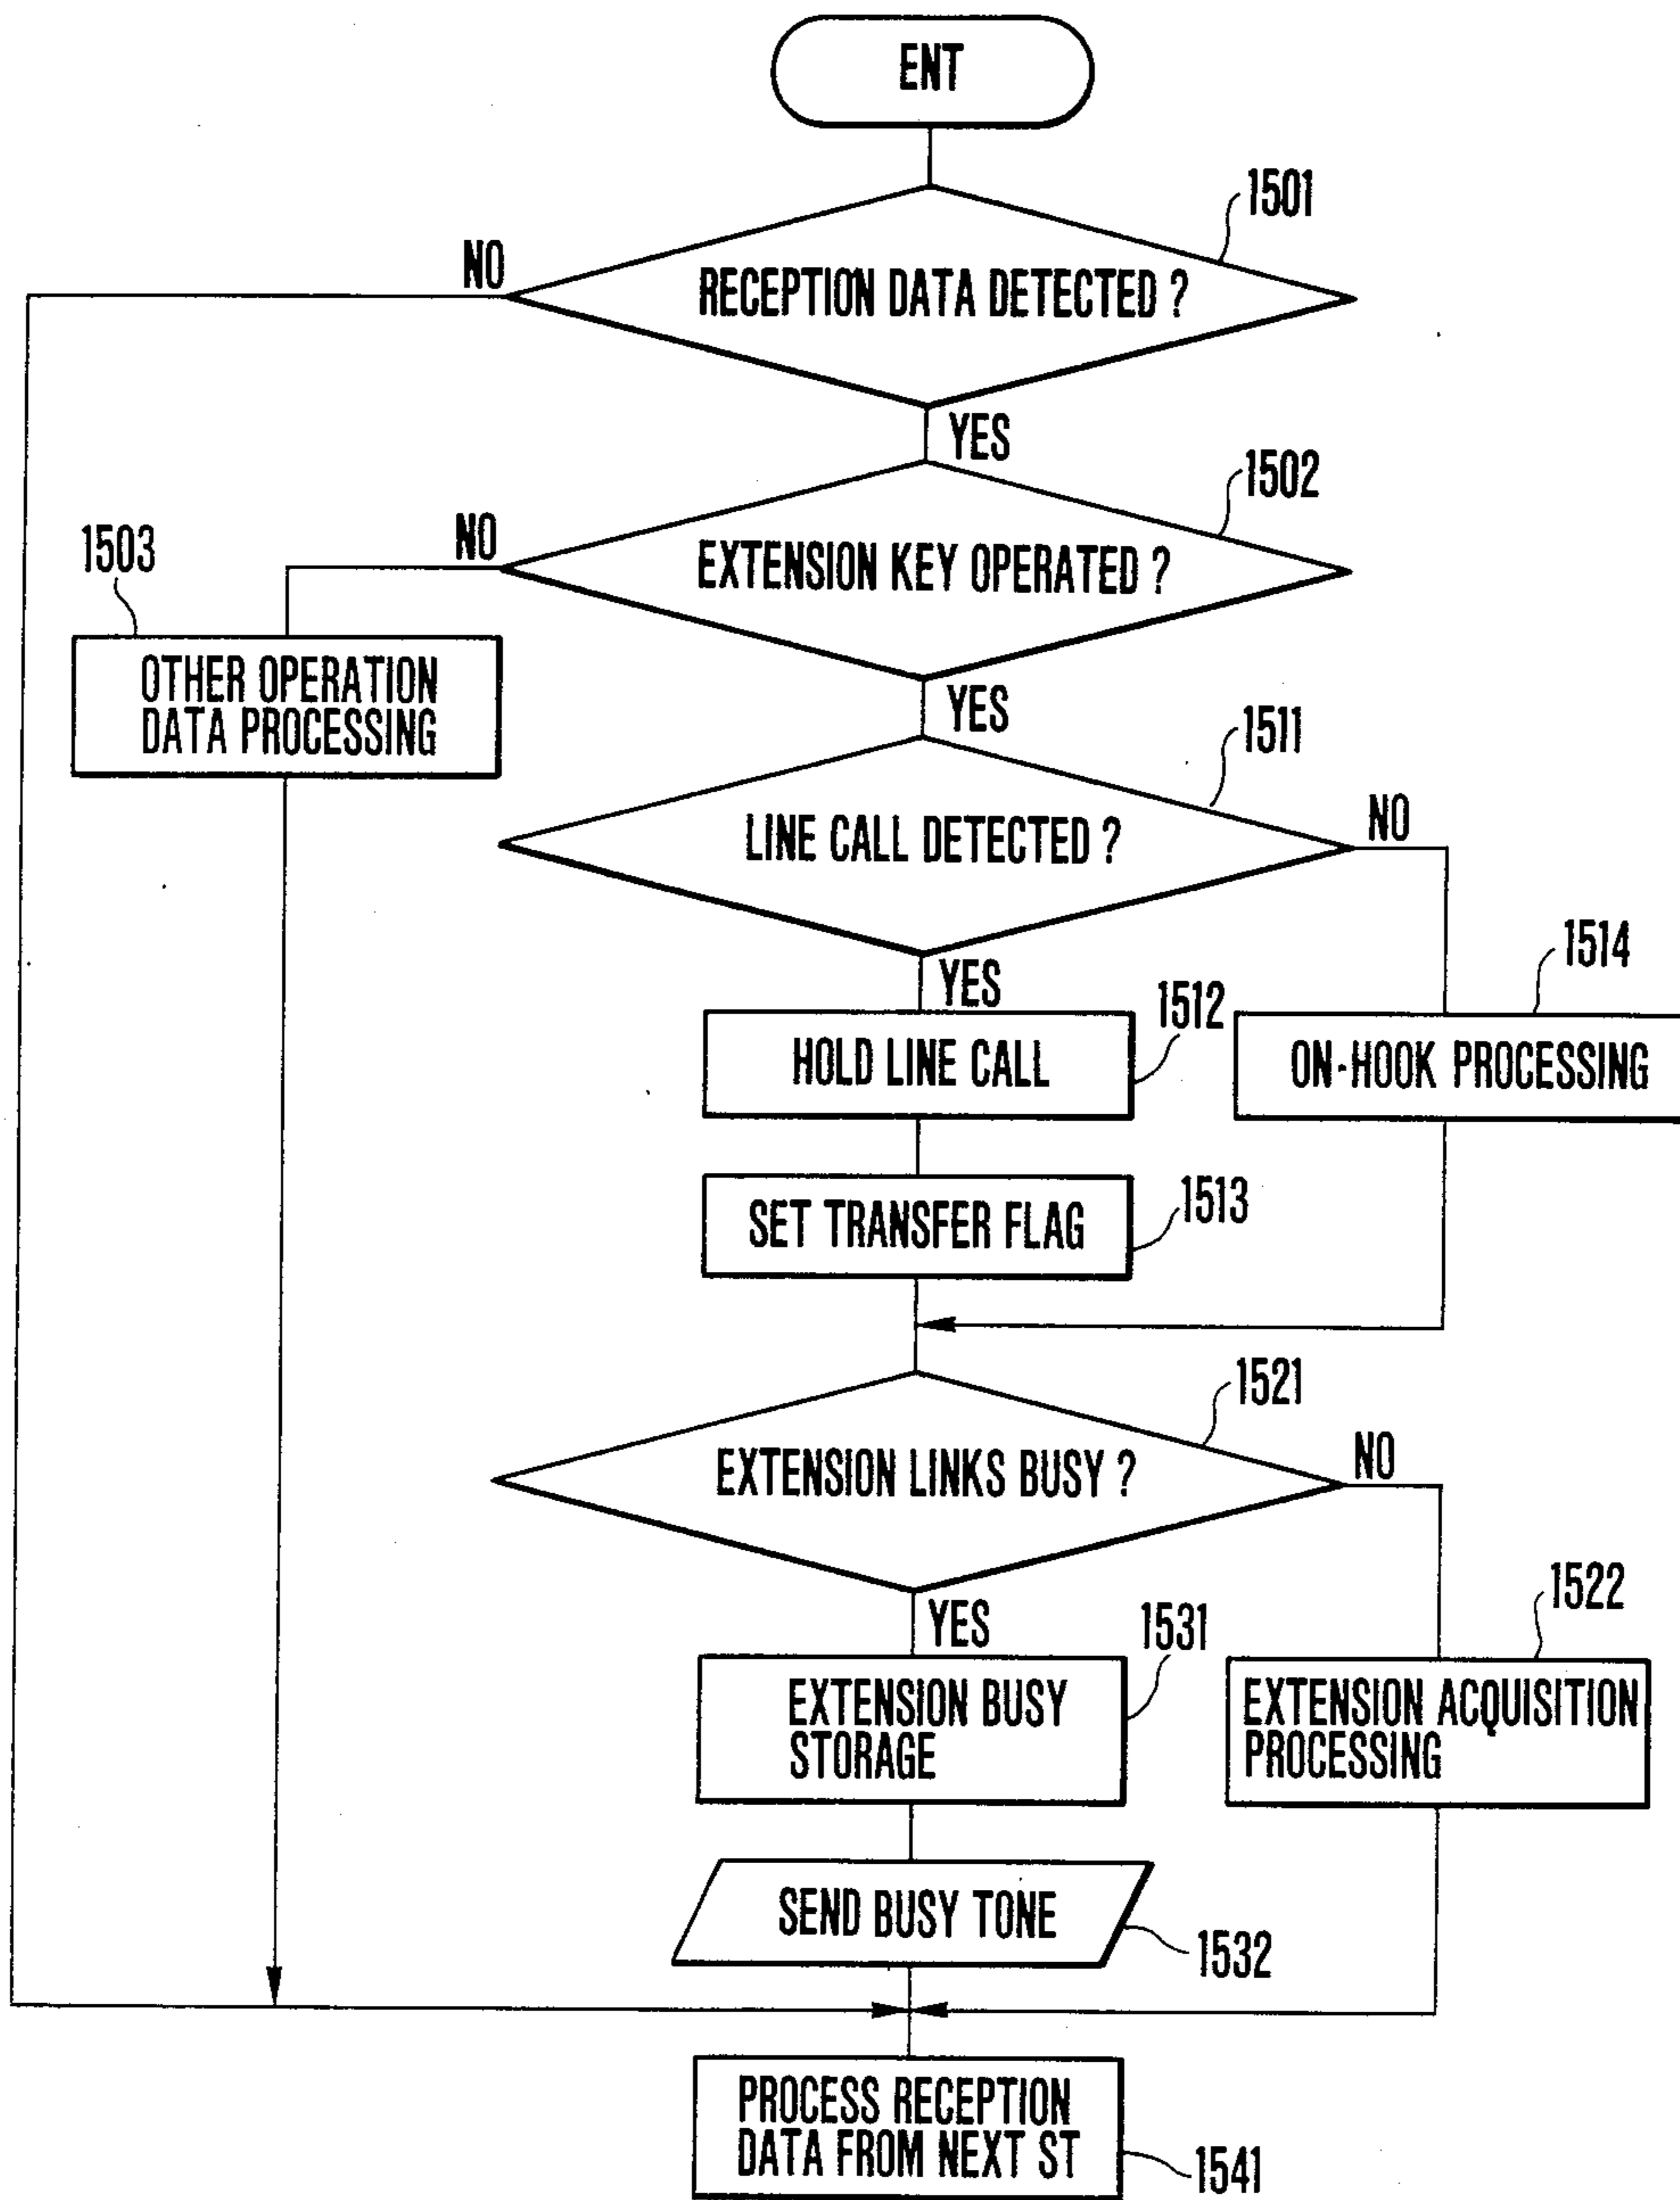 ENT
1501
NO
RECEPTION DATA DETECTED ?
YES
1502
NO
1503
EXTENSION KEY OPERATED ?
OTHER OPERATION
DATA PROCESSING
YES
1511
NO
LINE CALL DETECTED ?
1514
YES
1512
HOLD LINE CALL
ON-HOOK PROCESSING
1513
SET TRANSFER FLAG
1521
NO
EXTENSION LINKS BUSY ?
1522
YES
1531
EXTENSION BUSY
STORAGE
EXTENSION ACQUISITION
PROCESSING
SEND BUSY TONE
1532
PROCESS RECEPTION
DATA FROM NEXT ST
1541